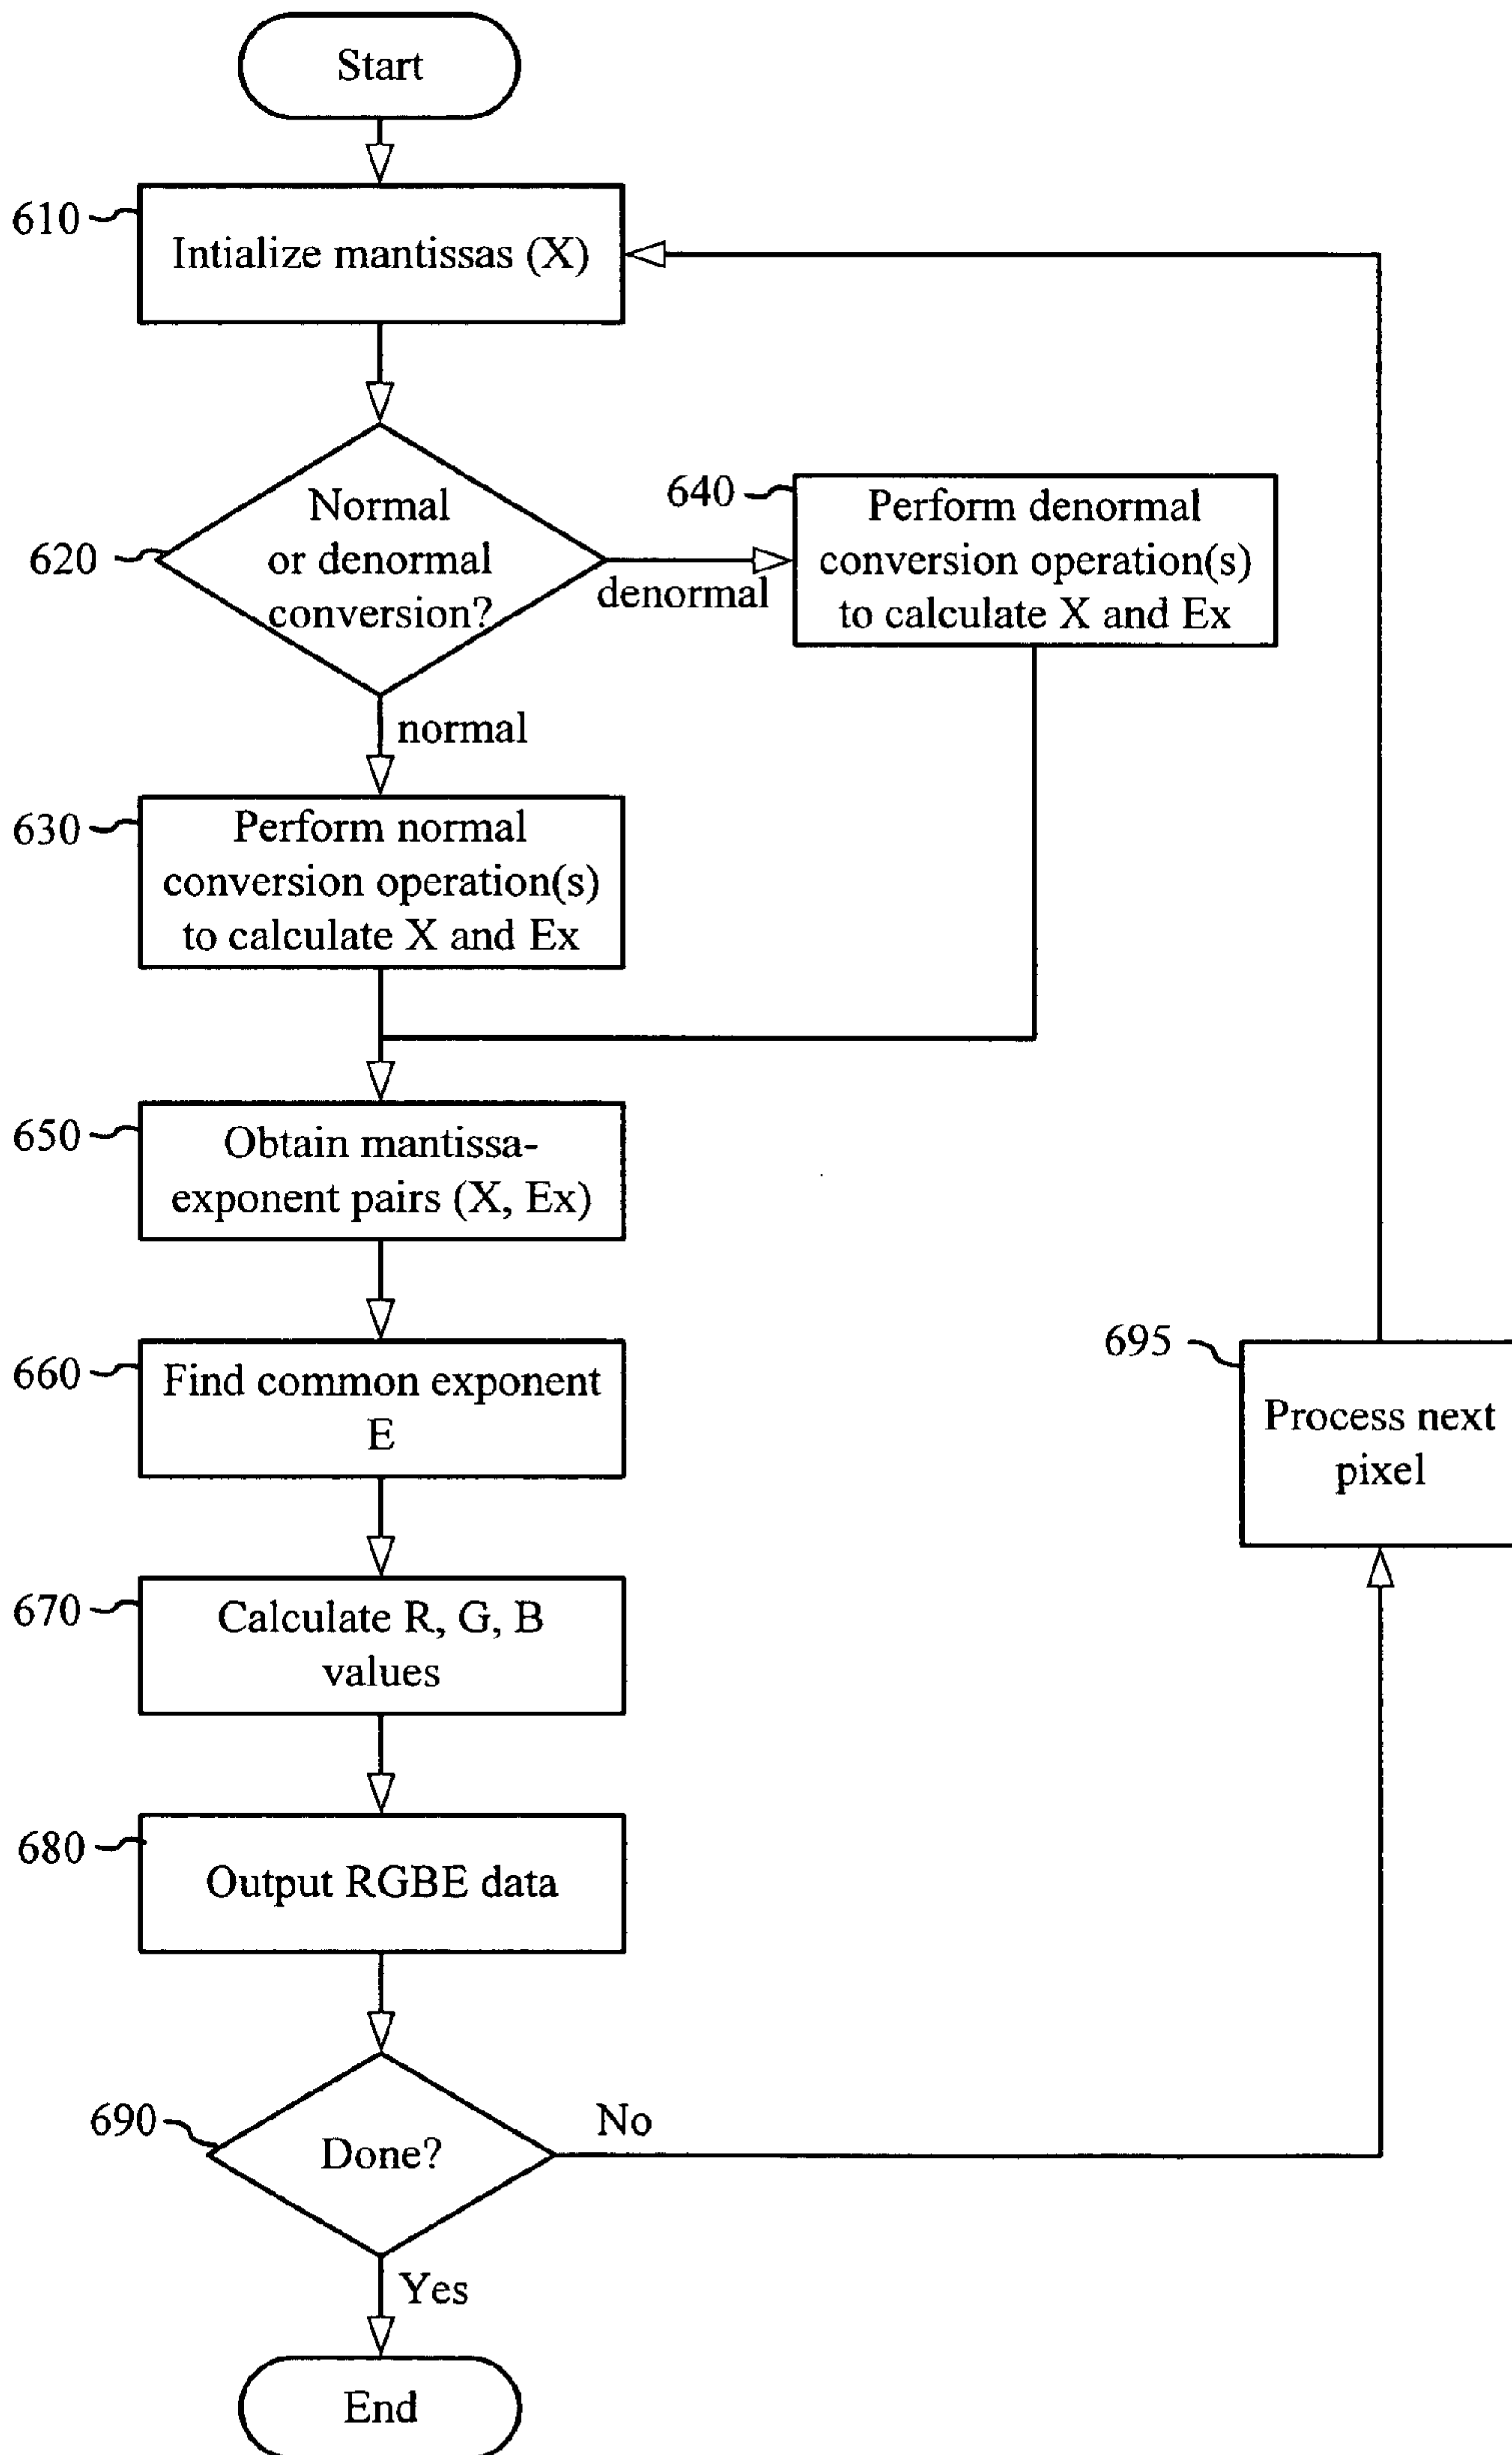 Start
610
Intialize mantissas (X)
620
Normal
or denormal
conversion?
denormal
640
Perform denormal
conversion operation(s)
to calculate X and Ex
normal
630
Perform normal
conversion operation(s)
to calculate X and Ex
650
Obtain mantissa-
exponent pairs (X, Ex)
660
Find common exponent
E
695
Process next
pixel
670
Calculate R, G, B
values
680
Output RGBE data
690
Done?
No
Yes
End